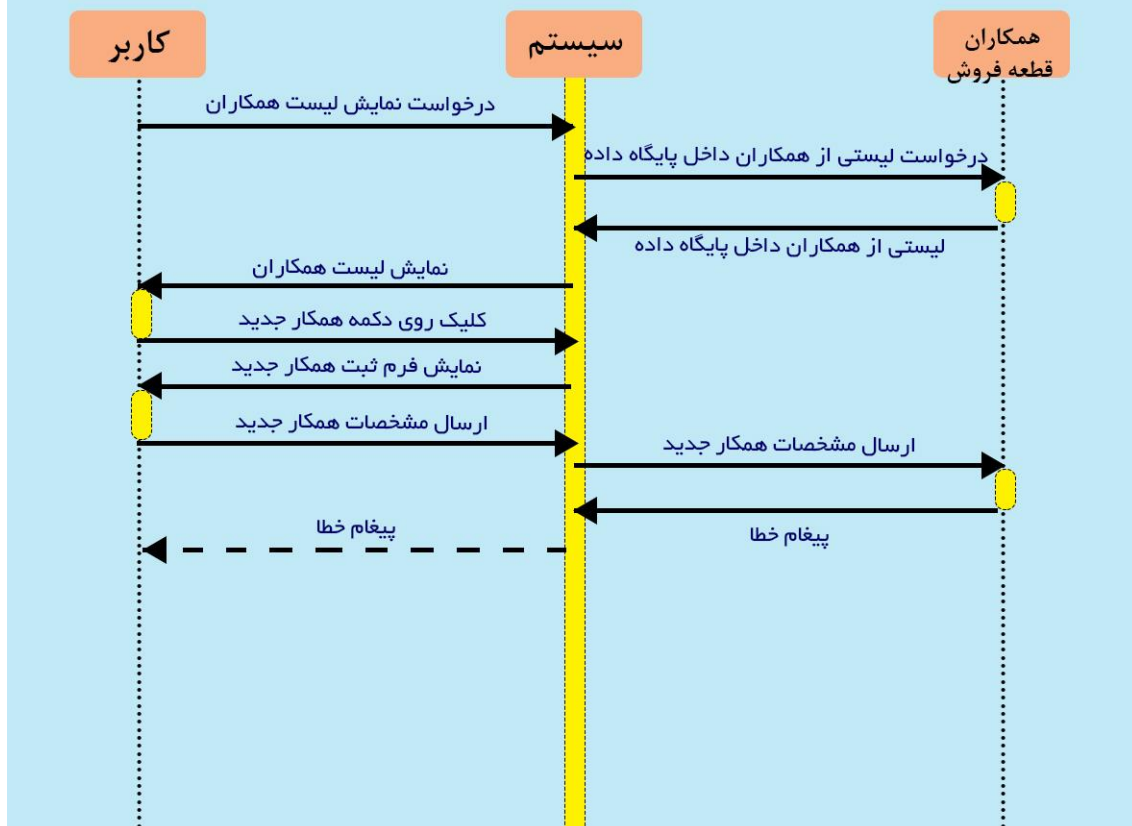 کاربر
سیستم
همکاران
قطعه فروش
درخواست نمایش لیست همکاران
درخواست لیستی از همکاران داخل پایگاه داده
لیستی از همکاران داخل پایگاه داده
نمایش لیست همکاران
کلیک روی دکمه همکار جدید
نمایش فرم ثبت همکار جدید
ارسال مشخصات همکار جدید
ارسال مشخصات همکار جدید
پیغام خطا
پیغام خطا